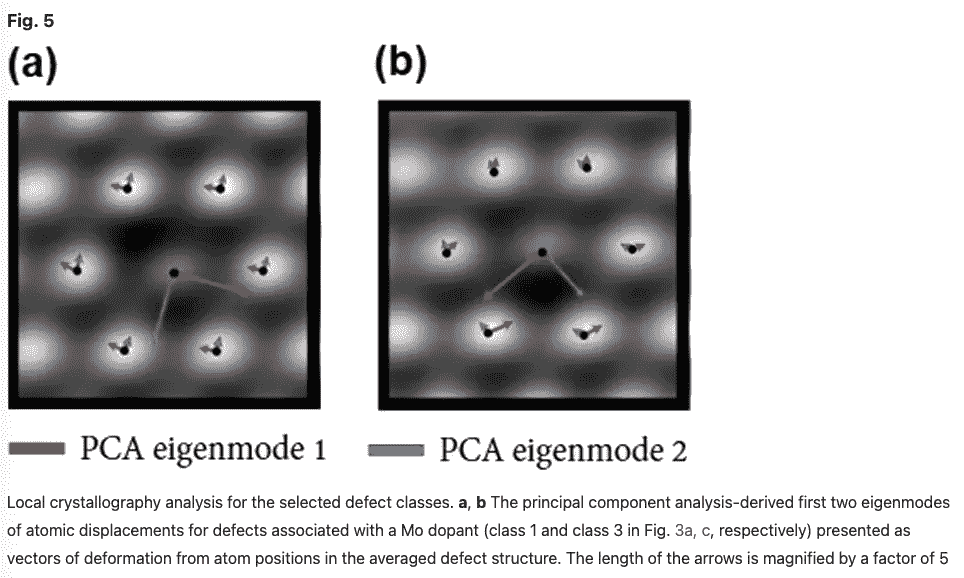 Fig. 5
(a) (b)
PCA eigenmode 1 PCA eigenmode 2
Local crystallography analysis for the selected defect classes. a, b The principal component analysis-derived first two eigenmodes
of atomic displacements for defects associated with a Mo dopant (class 1 and class 3 in Fig. 3a, c, respectively) presented as
vectors of deformation from atom positions in the averaged defect structure. The length of the arrows is magnified by a factor of 5